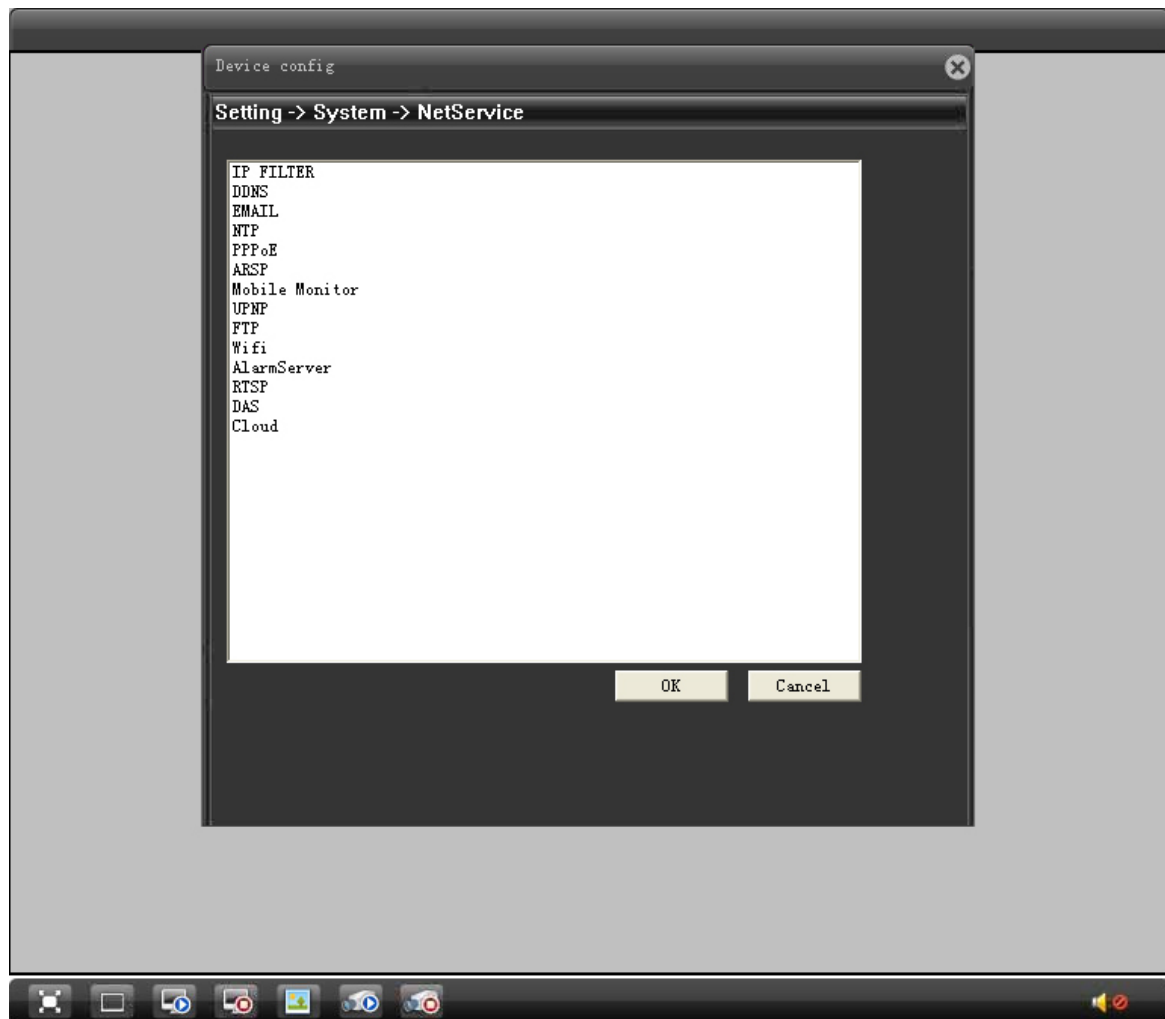 Device config
Setting -> System -> NetService
IP FILTER
DDNS
EMAIL
NTP
PPPoE
ARSP
Mobile Monitor
UPNP
FTP
Wifi
AlarmServer
RTSP
DAS
Cloud
OK Cancel